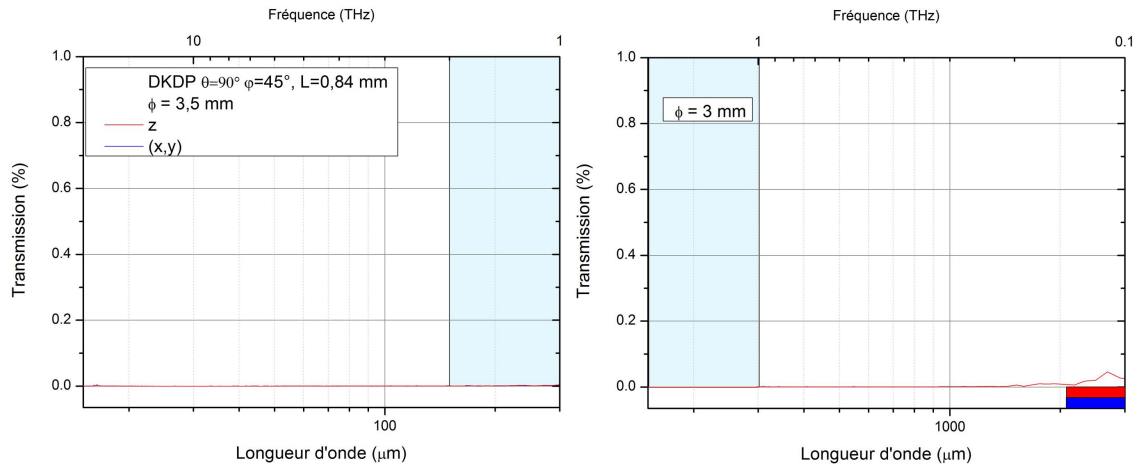 Fréquence (THz)
10
1
1.0
0.8
0.6
0.4
0.2
0.0
Transmission (%)
DKDP θ=90° φ=45°, L=0,84 mm
ϕ = 3,5 mm
z
(x,y)
100
Longueur d'onde (μm)
Fréquence (THz)
1
0.1
1.0
0.8
0.6
0.4
0.2
0.0
Transmission (%)
ϕ = 3 mm
1000
Longueur d'onde (μm)